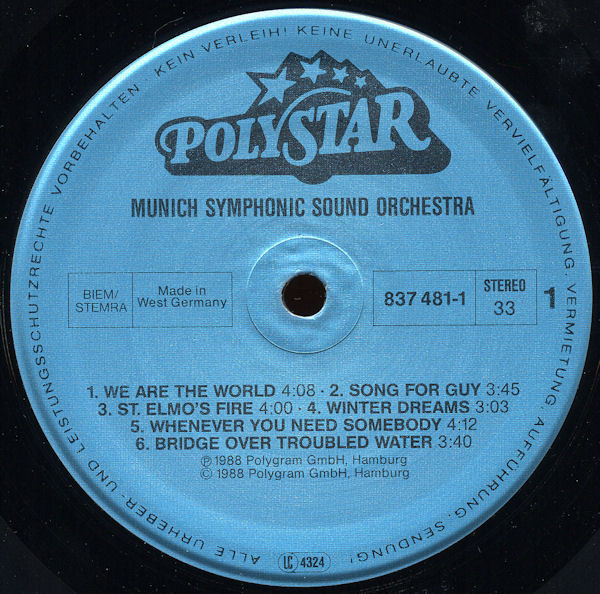 ALLE URHEBER- UND LEISTUNGSSCHUTZRECHTE VORBEHALTEN · KEIN VERLEIH! KEINE UNERLAUBTE VERVIELFÄLTIGUNG, VERMIETUNG, AUFFÜHRUNG, SENDUNG!
POLYSTAR
MUNICH SYMPHONIC SOUND ORCHESTRA
BIEM/
STEMRA
Made in
West Germany
837 481-1
STEREO
33
1
1. WE ARE THE WORLD 4:08 · 2. SONG FOR GUY 3:45
3. ST. ELMO'S FIRE 4:00 · 4. WINTER DREAMS 3:03
5. WHENEVER YOU NEED SOMEBODY 4:12
6. BRIDGE OVER TROUBLED WATER 3:40
℗ 1988 Polygram GmbH, Hamburg
© 1988 Polygram GmbH, Hamburg
LC 4324